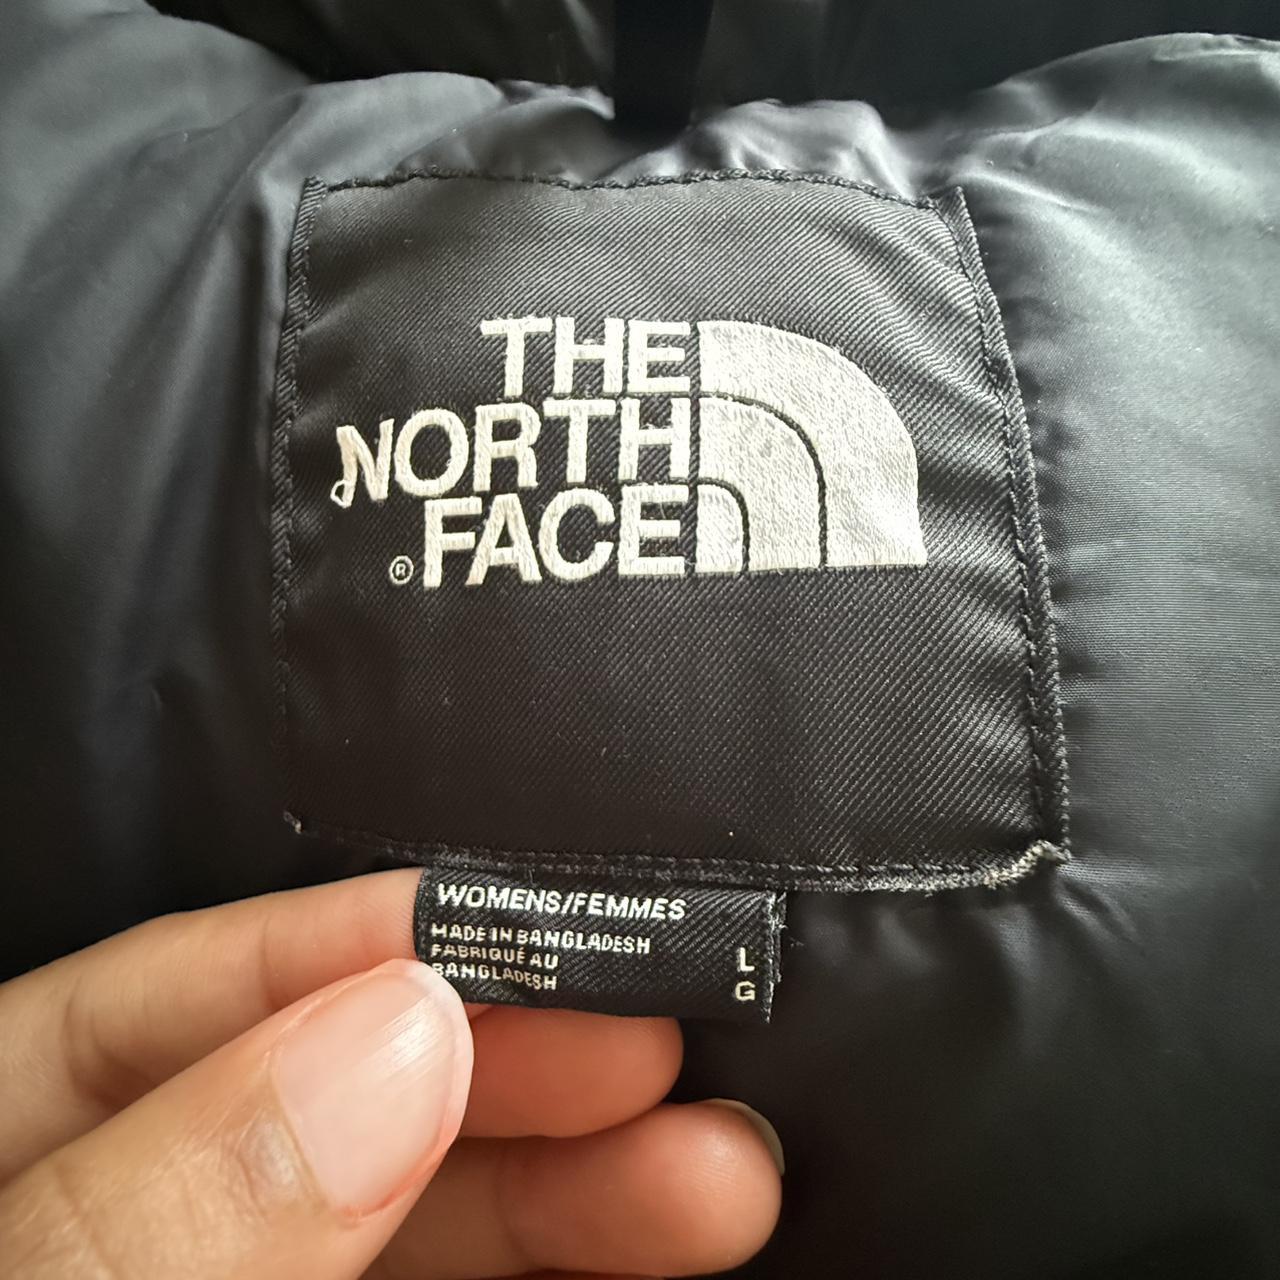 THE
NORTH
FACE
®
WOMENS/FEMMES
MADE IN BANGLADESH
FABRIQUÉ AU
BANGLADESH
L
G